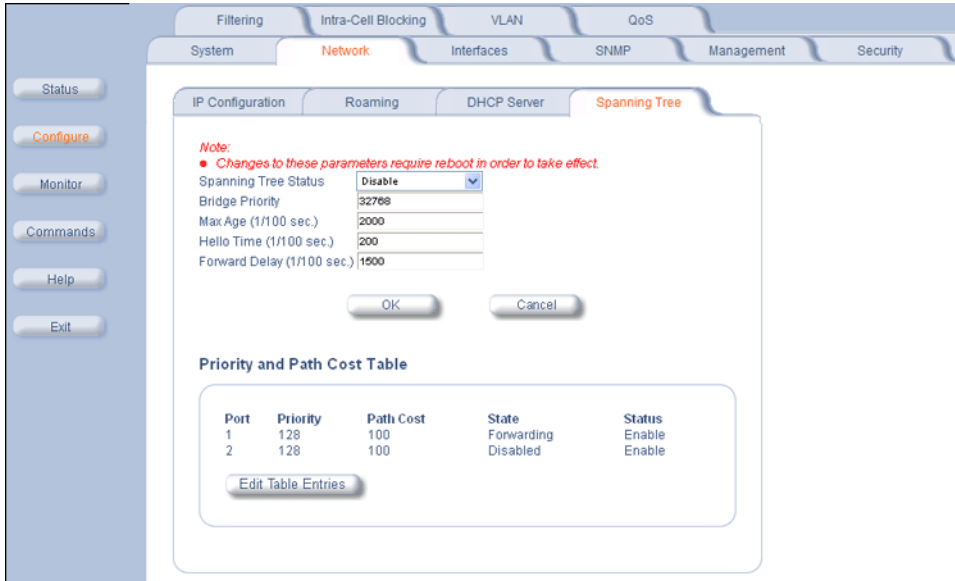 Filtering Intra-Cell Blocking VLAN QoS
System Network Interfaces SNMP Management Security
Status
Configure
Monitor
Commands
Help
Exit
IP Configuration Roaming DHCP Server Spanning Tree
Note:
• Changes to these parameters require reboot in order to take effect.
Spanning Tree Status Disable
Bridge Priority 32768
Max Age (1/100 sec.) 2000
Hello Time (1/100 sec.) 200
Forward Delay (1/100 sec.) 1500
OK Cancel
Priority and Path Cost Table
Port Priority Path Cost State Status
1 128 100 Forwarding Enable
2 128 100 Disabled Enable
Edit Table Entries